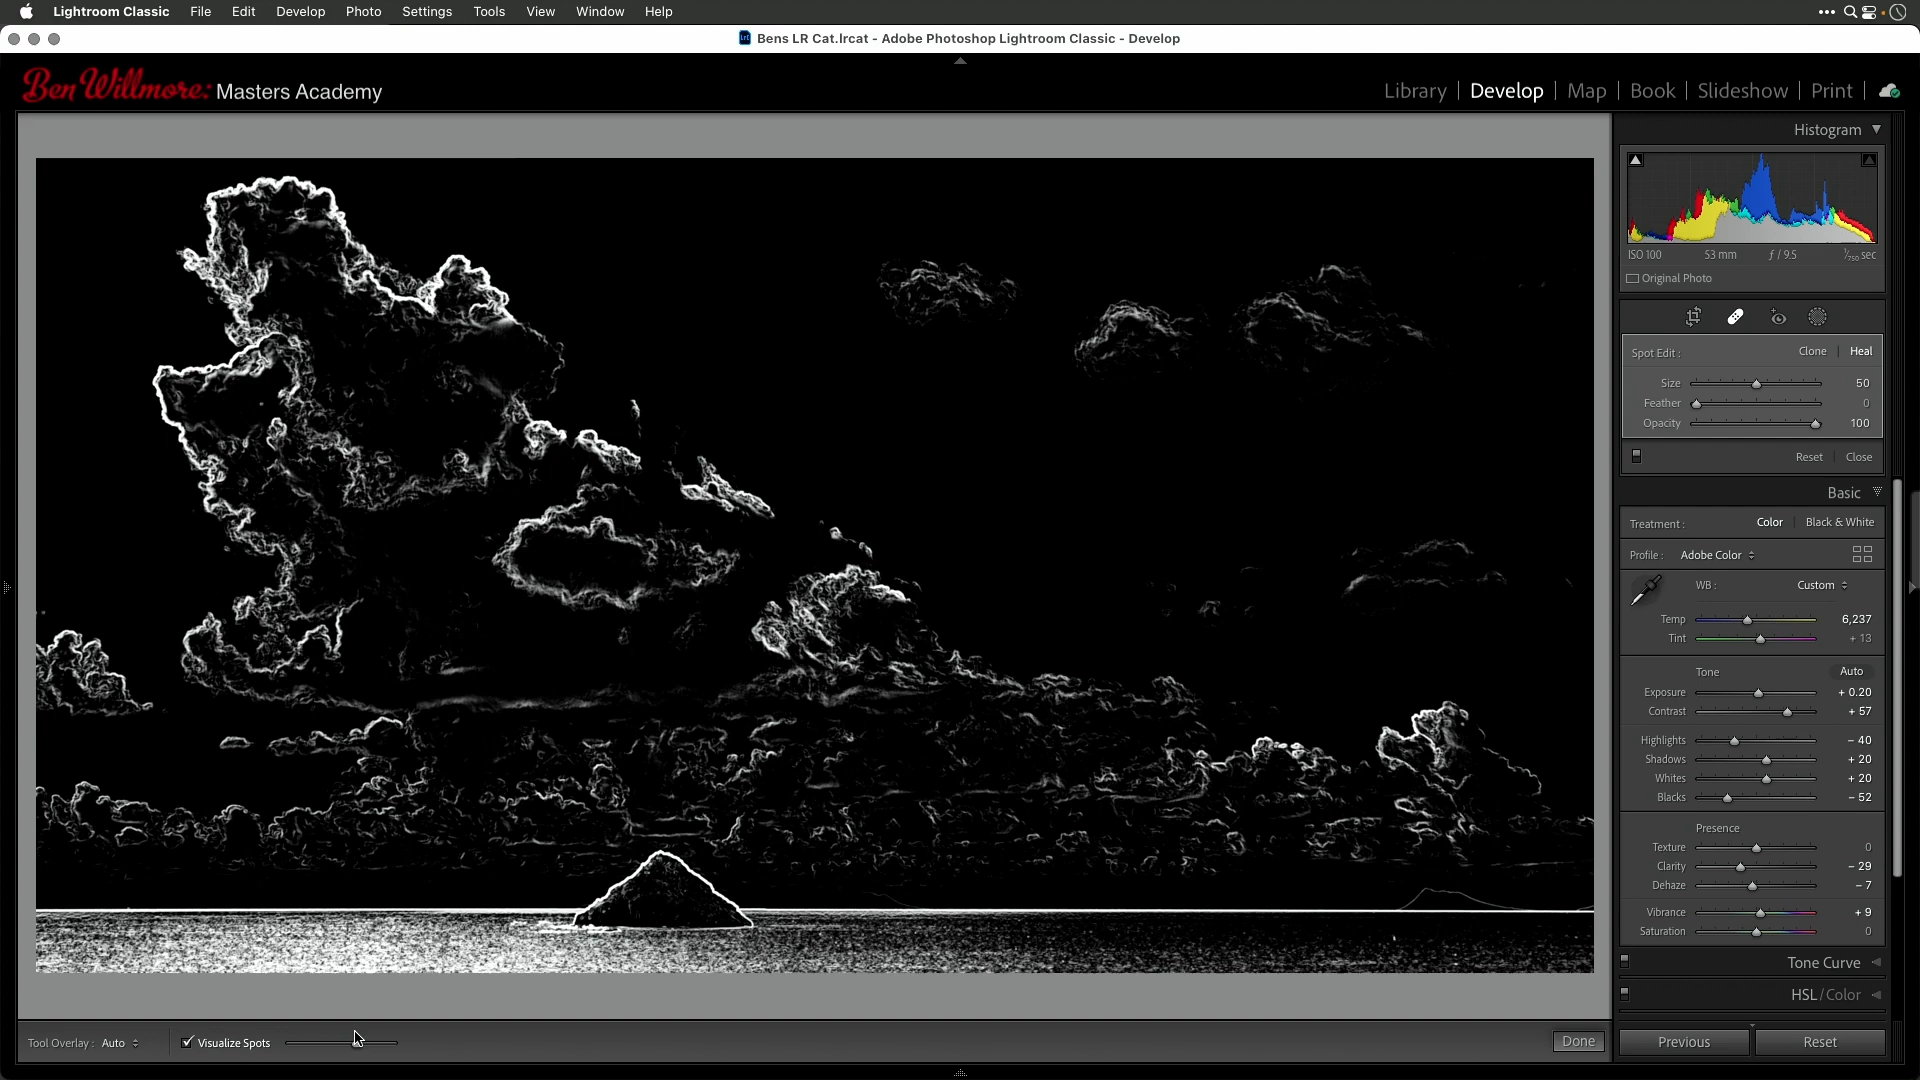 Lightroom Classic File Edit Develop Photo Settings Tools View Window Help
Bens LR Cat.lrcat - Adobe Photoshop Lightroom Classic - Develop
Ben Willmore: Masters Academy
Library | Develop | Map | Book | Slideshow | Print |
Histogram
ISO 100 53 mm ƒ / 9.5 1/750 sec
Original Photo
Spot Edit : Clone | Heal
Size 50
Feather 0
Opacity 100
Reset | Close
Basic
Treatment : Color | Black & White
Profile : Adobe Color
WB : Custom
Temp 6,237
Tint + 13
Tone Auto
Exposure + 0.20
Contrast + 57
Highlights − 40
Shadows + 20
Whites + 20
Blacks − 52
Presence
Texture 0
Clarity − 29
Dehaze − 7
Vibrance + 9
Saturation 0
Tone Curve
HSL / Color
Tool Overlay : Auto Visualize Spots Done
Previous Reset